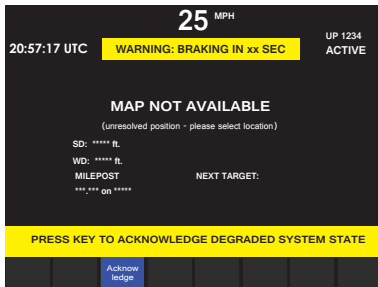 25 MPH
UP 1234
20:57:17 UTC
WARNING: BRAKING IN xx SEC
ACTIVE
MAP NOT AVAILABLE
(unresolved position - please select location)
SD: ***** ft.
WD: ***** ft.
MILEPOST
NEXT TARGET:
***.*** on *****
PRESS KEY TO ACKNOWLEDGE DEGRADED SYSTEM STATE
Acknow
ledge